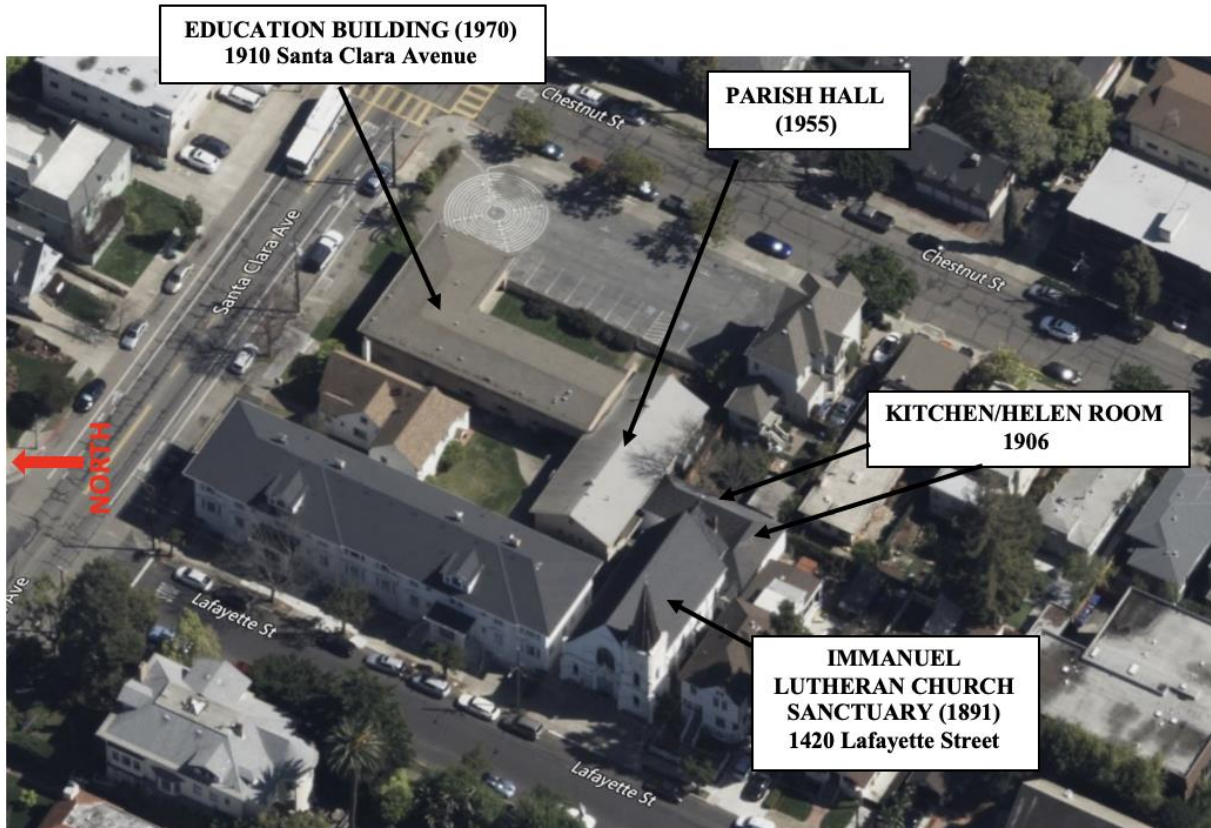 EDUCATION BUILDING (1970)
1910 Santa Clara Avenue
PARISH HALL
(1955)
Chestnut St
Santa Clara Ave
Chestnut St
KITCHEN/HELEN ROOM
1906
NORTH
Ave
Lafayette St
IMMANUEL
LUTHERAN CHURCH
SANCTUARY (1891)
1420 Lafayette Street
Lafayette St